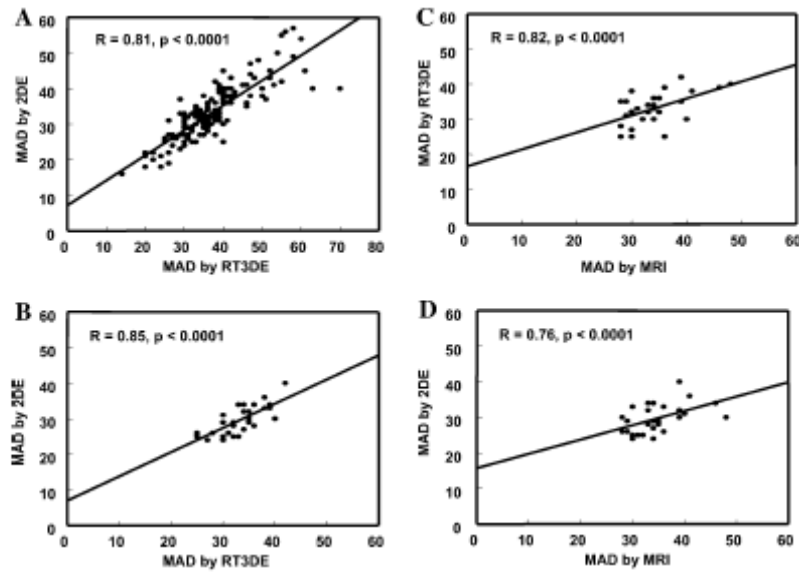 A
R = 0.81, p < 0.0001
MAD by 2DE
60
50
40
30
20
10
0
0 10 20 30 40 50 60 70 80
MAD by RT3DE
C
R = 0.82, p < 0.0001
MAD by RT3DE
60
50
40
30
20
10
0
0 10 20 30 40 50 60
MAD by MRI
B
R = 0.85, p < 0.0001
MAD by 2DE
60
50
40
30
20
10
0
0 10 20 30 40 50 60
MAD by RT3DE
D
R = 0.76, p < 0.0001
MAD by 2DE
60
50
40
30
20
10
0
0 10 20 30 40 50 60
MAD by MRI